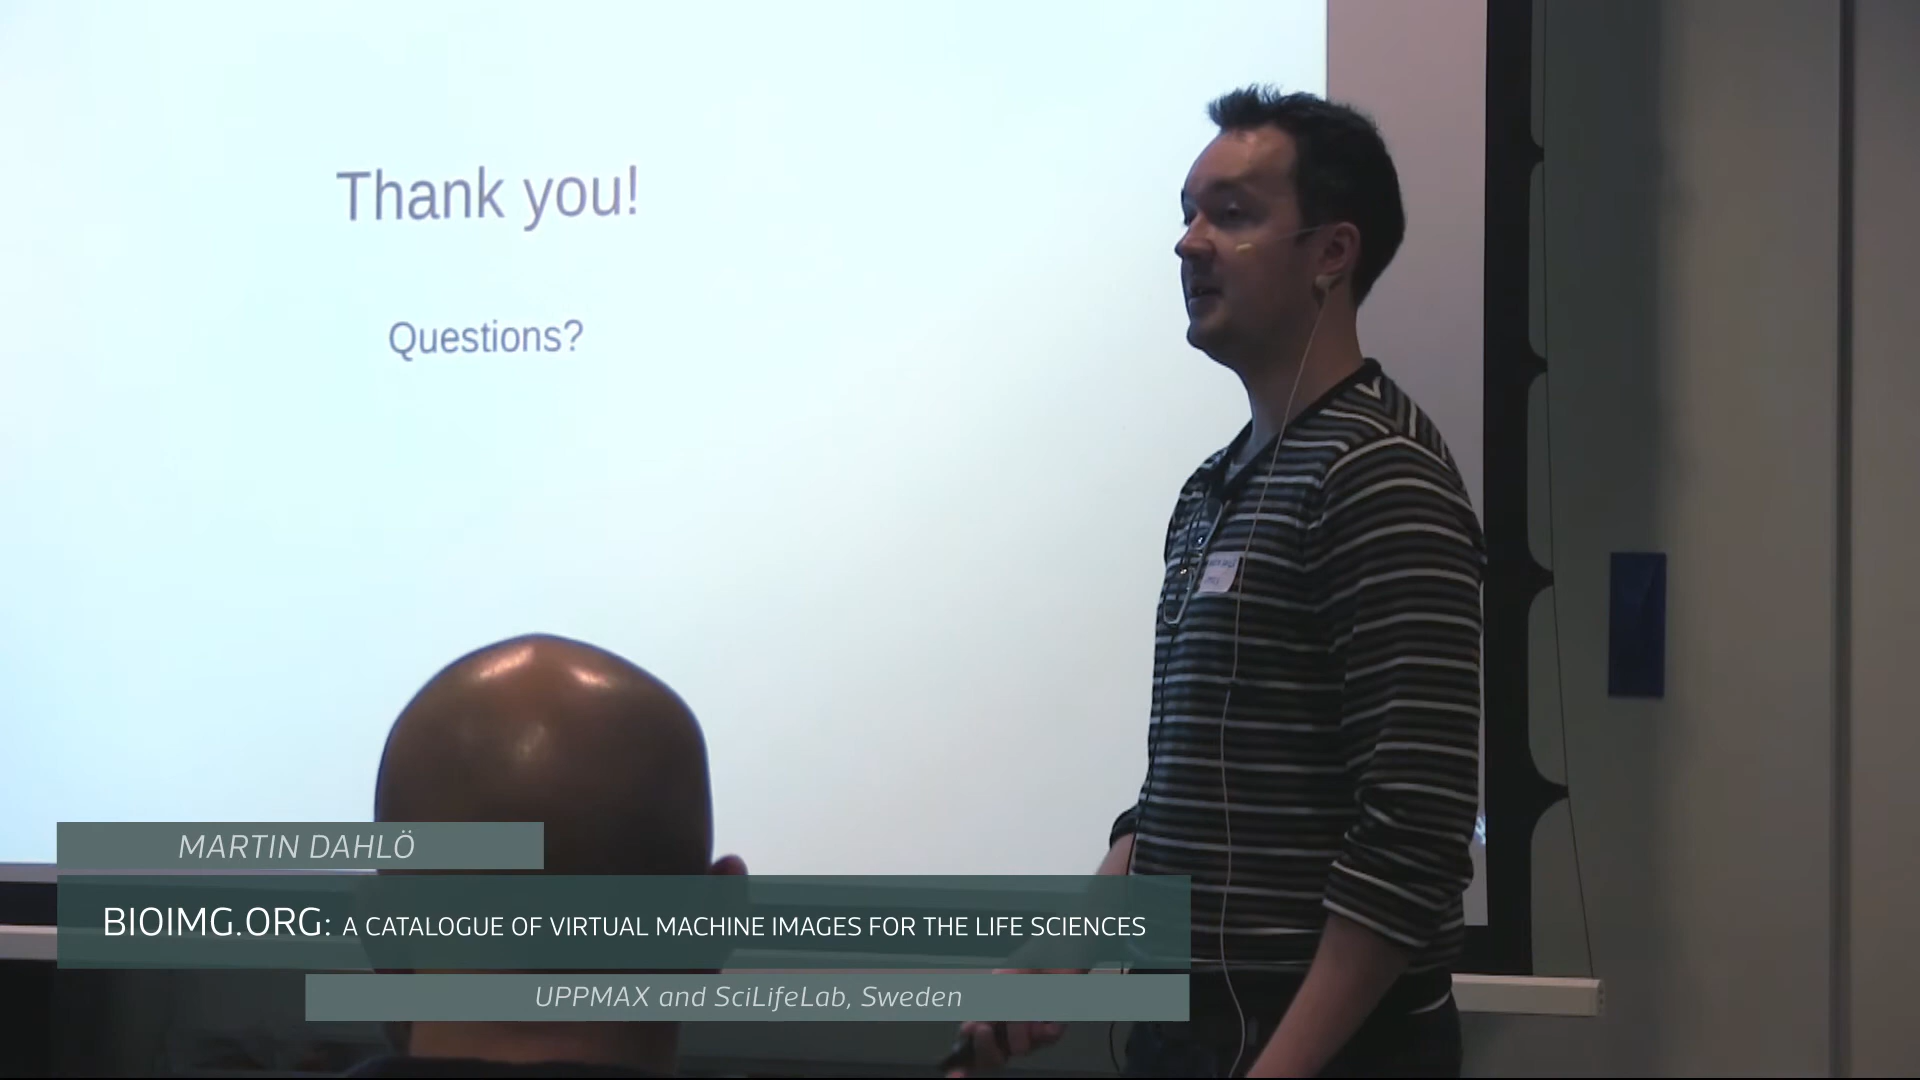 Thank you!
Questions?
MARTIN DAHLÖ
BIOIMG.ORG: A CATALOGUE OF VIRTUAL MACHINE IMAGES FOR THE LIFE SCIENCES
UPPMAX and SciLifeLab, Sweden